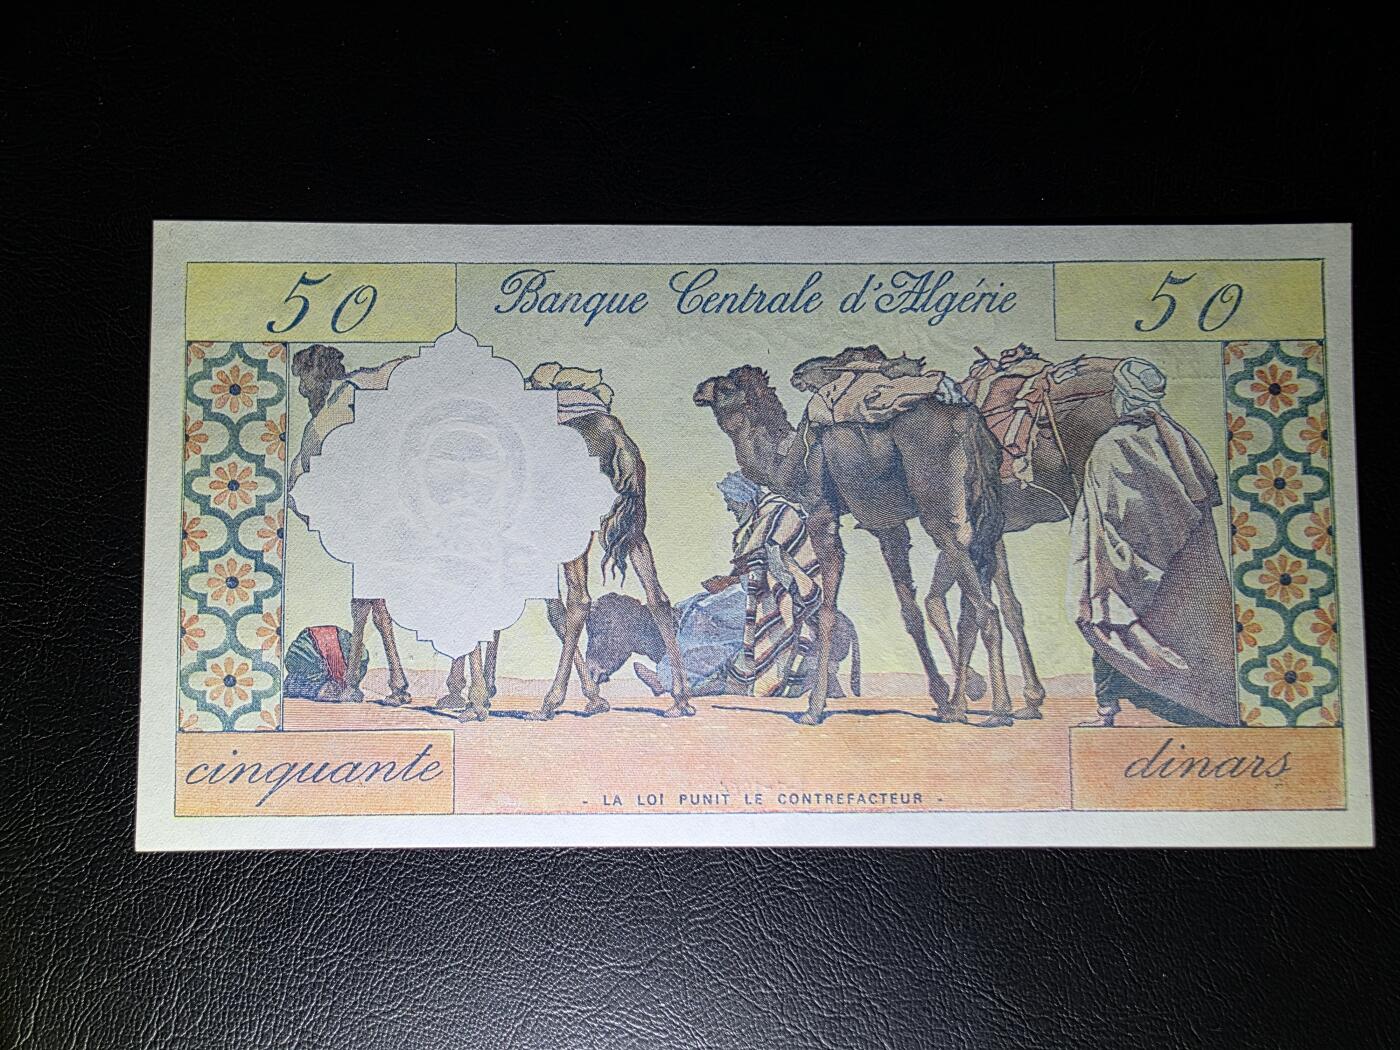 50
Banque Centrale d'Algérie
50
cinquante
dinars
- LA LOI PUNIT LE CONTREFACTEUR -